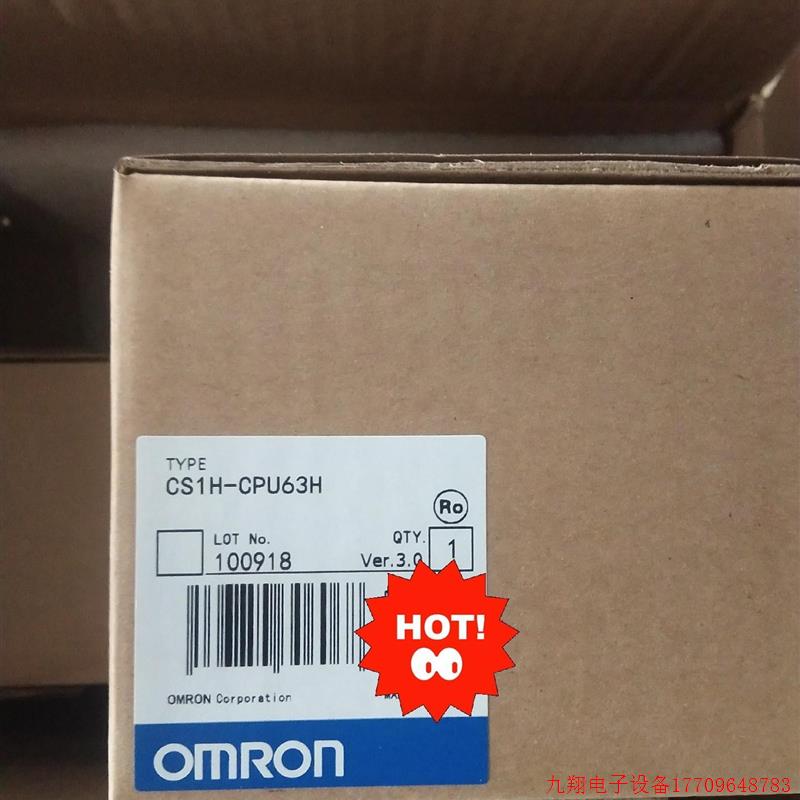 TYPE
CS1H-CPU63H
Ro
LOT No.
QTY.
100918
Ver.3.0
1
HOT!
OMRON Corporation
OMRON
九翔电子设备17709648783